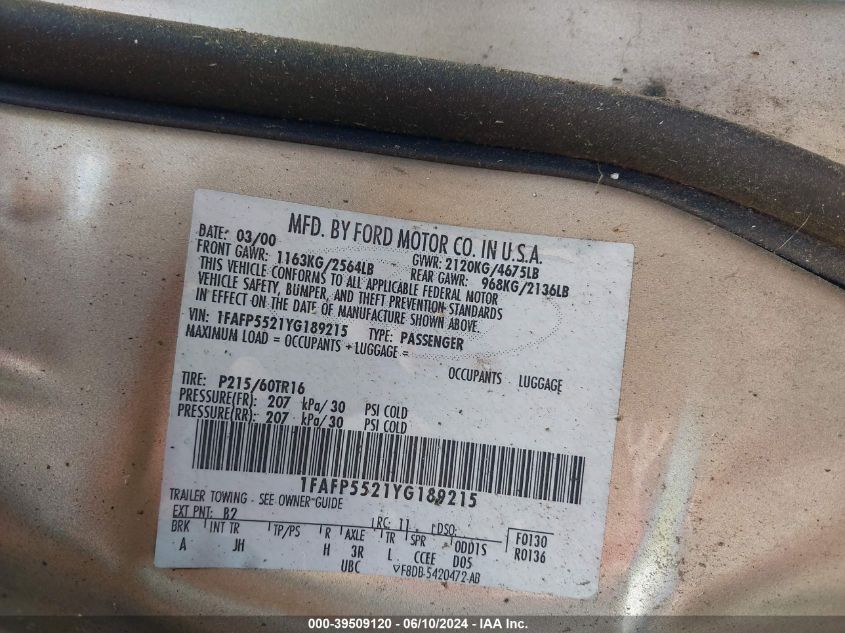 MFD. BY FORD MOTOR CO. IN U.S.A.
DATE: 03/00 GVWR: 2120KG/4675LB
FRONT GAWR: 1163KG/2564LB REAR GAWR: 968KG/2136LB
THIS VEHICLE CONFORMS TO ALL APPLICABLE FEDERAL MOTOR
VEHICLE SAFETY, BUMPER, AND THEFT PREVENTION STANDARDS
IN EFFECT ON THE DATE OF MANUFACTURE SHOWN ABOVE.
VIN: 1FAFP5521YG189215 TYPE: PASSENGER
MAXIMUM LOAD = OCCUPANTS + LUGGAGE =
OCCUPANTS LUGGAGE
TIRE: P215/60TR16
PRESSURE(FR): 207 kPa/30 PSI COLD
PRESSURE(RR): 207 kPa/30 PSI COLD
1FAFP5521YG189215
TRAILER TOWING - SEE OWNER GUIDE
EXT PNT: B2 RC: 11 DSO: F0130
BRK INT TR TP/PS R AXLE TR SPR ODD1S R0136
A JH H 3R L CCEE D05
UBC ▽F8DB-5420472-AB
000-39509120 - 06/10/2024 - IAA Inc.